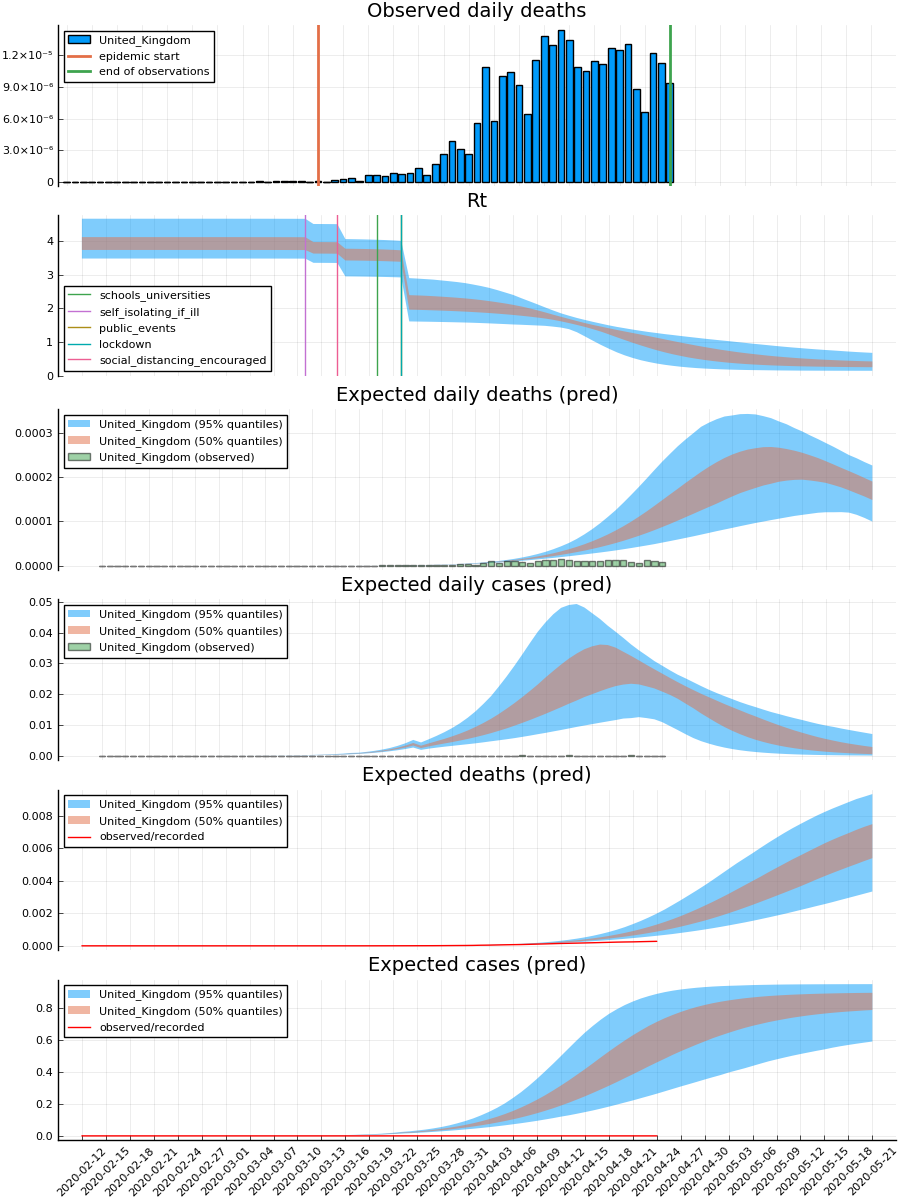 Observed daily deaths
1.2×10⁻⁵
9.0×10⁻⁶
6.0×10⁻⁶
3.0×10⁻⁶
0
United_Kingdom
epidemic start
end of observations
Rt
4
3
2
1
0
schools_universities
self_isolating_if_ill
public_events
lockdown
social_distancing_encouraged
Expected daily deaths (pred)
0.0003
0.0002
0.0001
0.0000
United_Kingdom (95% quantiles)
United_Kingdom (50% quantiles)
United_Kingdom (observed)
Expected daily cases (pred)
0.05
0.04
0.03
0.02
0.01
0.00
United_Kingdom (95% quantiles)
United_Kingdom (50% quantiles)
United_Kingdom (observed)
Expected deaths (pred)
0.008
0.006
0.004
0.002
0.000
United_Kingdom (95% quantiles)
United_Kingdom (50% quantiles)
observed/recorded
Expected cases (pred)
0.8
0.6
0.4
0.2
0.0
United_Kingdom (95% quantiles)
United_Kingdom (50% quantiles)
observed/recorded
2020-02-12
2020-02-15
2020-02-18
2020-02-21
2020-02-24
2020-02-27
2020-03-01
2020-03-04
2020-03-07
2020-03-10
2020-03-13
2020-03-16
2020-03-19
2020-03-22
2020-03-25
2020-03-28
2020-03-31
2020-04-03
2020-04-06
2020-04-09
2020-04-12
2020-04-15
2020-04-18
2020-04-21
2020-04-24
2020-04-27
2020-04-30
2020-05-03
2020-05-06
2020-05-09
2020-05-12
2020-05-15
2020-05-18
2020-05-21